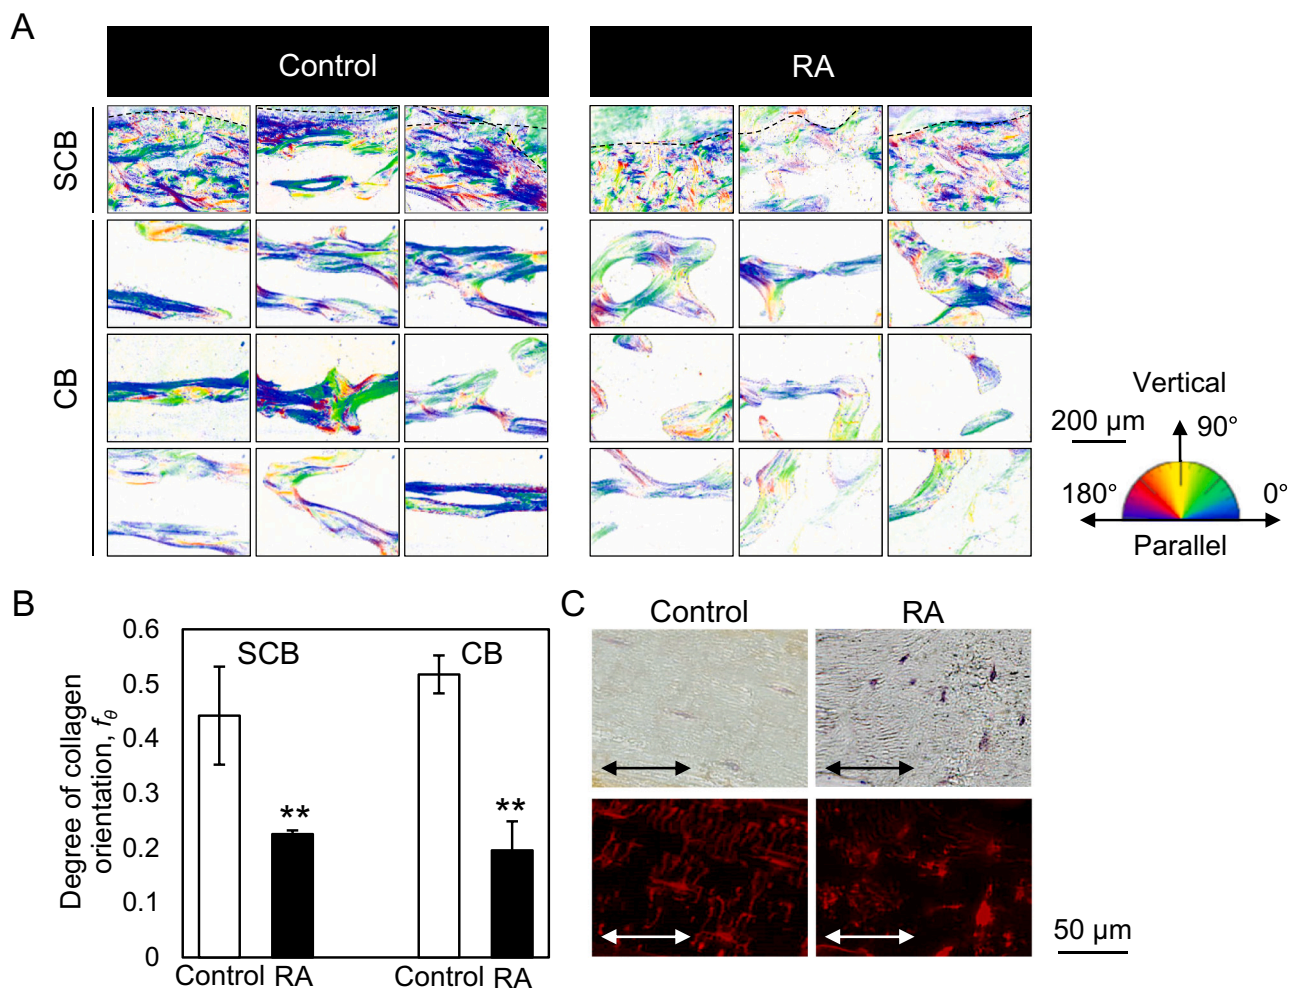 A
Control
RA
SCB
CB
Vertical
200 µm
90°
180°
0°
Parallel
B
Degree of collagen
orientation, fθ
0.6
0.5
0.4
0.3
0.2
0.1
0
SCB
CB
**
**
Control RA
Control RA
C
Control
RA
50 µm